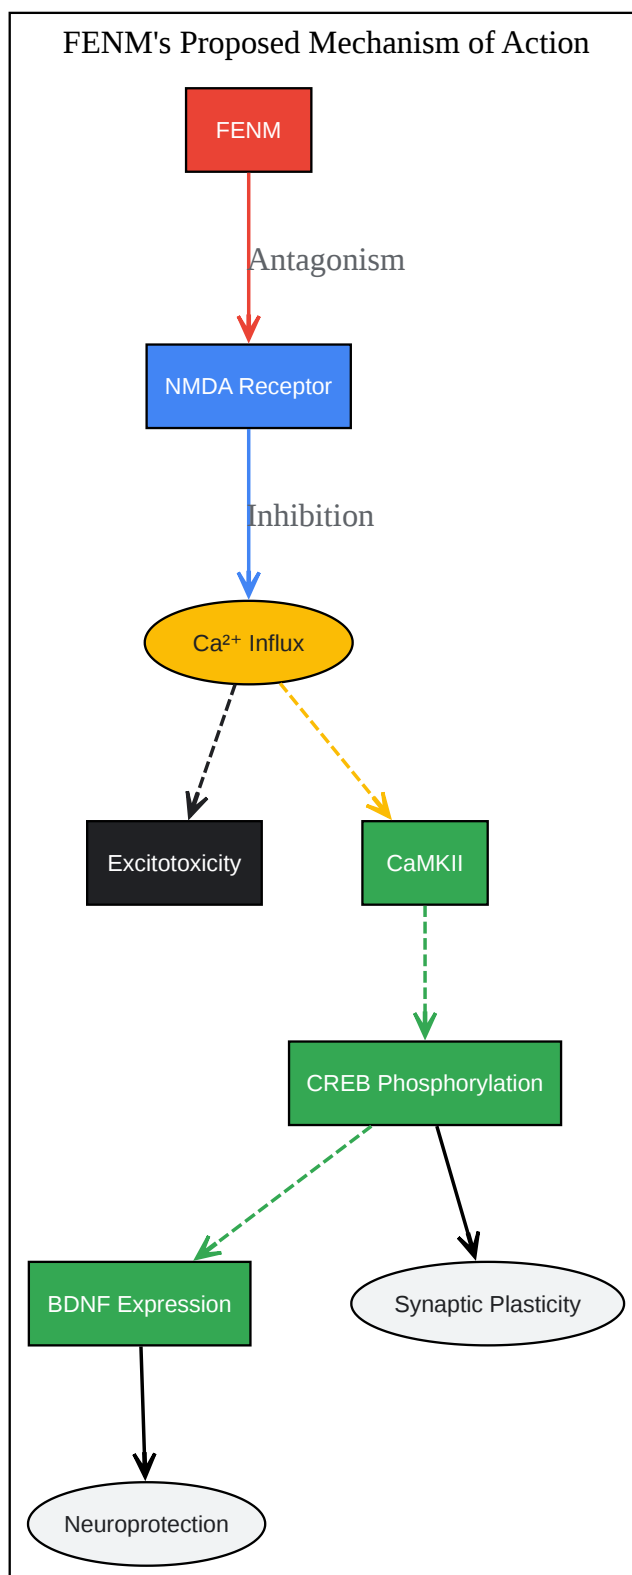 FENM's Proposed Mechanism of Action
FENM
Antagonism
NMDA Receptor
Inhibition
Ca²⁺ Influx
Excitotoxicity
CaMKII
CREB Phosphorylation
BDNF Expression
Synaptic Plasticity
Neuroprotection